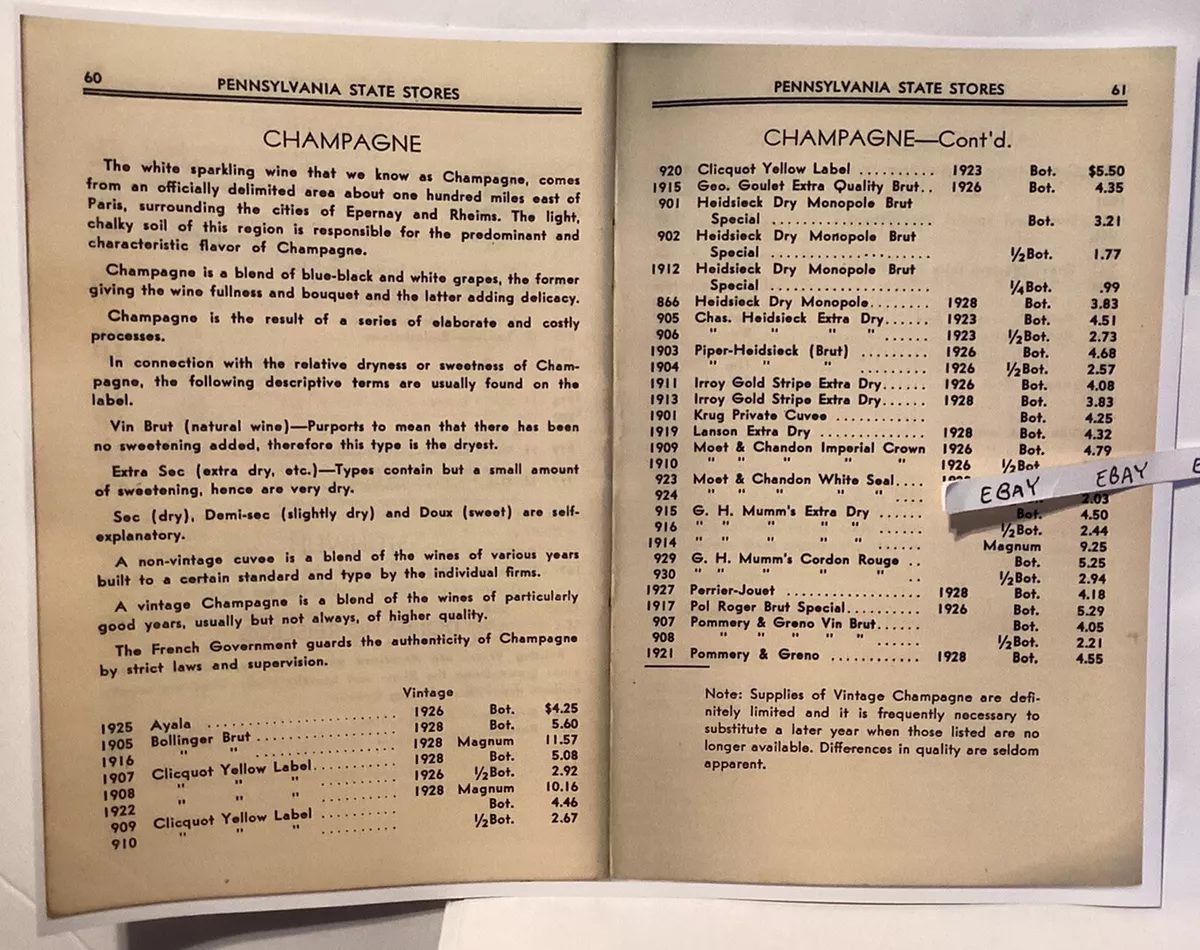 60
PENNSYLVANIA STATE STORES
CHAMPAGNE
The white sparkling wine that we know as Champagne, comes
from an officially delimited area about one hundred miles east of
Paris, surrounding the cities of Epernay and Rheims. The light,
chalky soil of this region is responsible for the predominant and
characteristic flavor of Champagne.
Champagne is a blend of blue-black and white grapes, the former
giving the wine fullness and bouquet and the latter adding delicacy.
Champagne is the result of a series of elaborate and costly
processes.
In connection with the relative dryness or sweetness of Cham-
pagne, the following descriptive terms are usually found on the
label.
Vin Brut (natural wine)—Purports to mean that there has been
no sweetening added, therefore this type is the dryest.
Extra Sec (extra dry, etc.)—Types contain but a small amount
of sweetening, hence are very dry.
Sec (dry), Demi-sec (slightly dry) and Doux (sweet) are self-
explanatory.
A non-vintage cuvee is a blend of the wines of various years
built to a certain standard and type by the individual firms.
A vintage Champagne is a blend of the wines of particularly
good years, usually but not always, of higher quality.
The French Government guards the authenticity of Champagne
by strict laws and supervision.
Vintage
1925 Ayala .......................... 1926 Bot. $4.25
1905 Bollinger Brut .................. 1928 Bot. 5.60
1916 " " .................. 1928 Magnum 11.57
1907 Clicquot Yellow Label.......... 1928 Bot. 5.08
1908 " " " .......... 1926 ½Bot. 2.92
1922 " " " .......... 1928 Magnum 10.16
909 Clicquot Yellow Label .......... Bot. 4.46
910 " " " .......... ½Bot. 2.67
PENNSYLVANIA STATE STORES
61
CHAMPAGNE—Cont'd.
920 Clicquot Yellow Label .......... 1923 Bot. $5.50
1915 Geo. Goulet Extra Quality Brut.. 1926 Bot. 4.35
901 Heidsieck Dry Monopole Brut
Special ..................... Bot. 3.21
902 Heidsieck Dry Monopole Brut
Special ..................... ½Bot. 1.77
1912 Heidsieck Dry Monopole Brut
Special ..................... ¼Bot. .99
866 Heidsieck Dry Monopole........ 1928 Bot. 3.83
905 Chas. Heidsieck Extra Dry...... 1923 Bot. 4.51
906 " " " " ...... 1923 ½Bot. 2.73
1903 Piper-Heidsieck (Brut) ......... 1926 Bot. 4.68
1904 " " " ......... 1926 ½Bot. 2.57
1911 Irroy Gold Stripe Extra Dry...... 1926 Bot. 4.08
1913 Irroy Gold Stripe Extra Dry...... 1928 Bot. 3.83
1901 Krug Private Cuvee ............ Bot. 4.25
1919 Lanson Extra Dry .............. 1928 Bot. 4.32
1909 Moet & Chandon Imperial Crown 1926 Bot. 4.79
1910 " " " " " 1926 ½Bot
923 Moet & Chandon White Seal....
924 " " " " " .... 2.03
915 G. H. Mumm's Extra Dry ...... Bot. 4.50
916 " " " " " ...... ½Bot. 2.44
1914 " " " " " ...... Magnum 9.25
929 G. H. Mumm's Cordon Rouge .. Bot. 5.25
930 " " " " .. ½Bot. 2.94
1927 Perrier-Jouet .................. 1928 Bot. 4.18
1917 Pol Roger Brut Special.......... 1926 Bot. 5.29
907 Pommery & Greno Vin Brut...... Bot. 4.05
908 " " " " " ...... ½Bot. 2.21
1921 Pommery & Greno ............ 1928 Bot. 4.55
EBAY EBAY
Note: Supplies of Vintage Champagne are defi-
nitely limited and it is frequently necessary to
substitute a later year when those listed are no
longer available. Differences in quality are seldom
apparent.